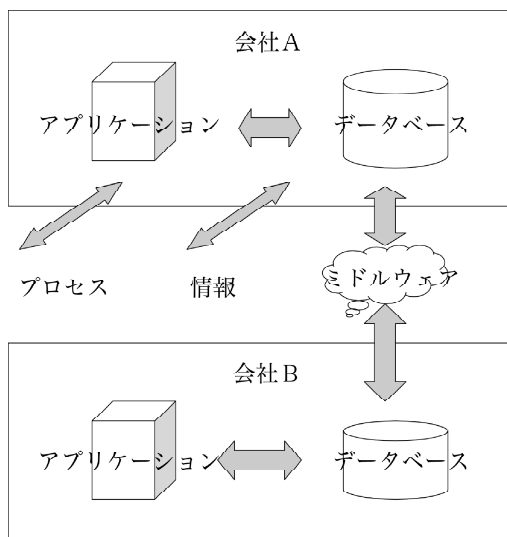 会社A
アプリケーション
データベース
プロセス
情報
ミドルウェア
会社B
アプリケーション
データベース